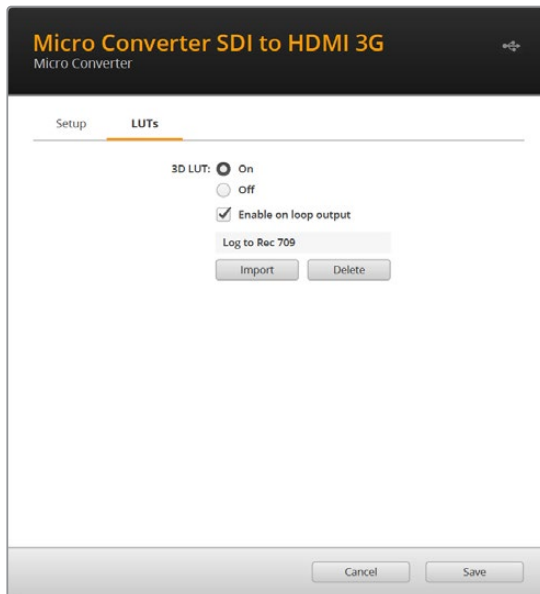 Micro Converter SDI to HDMI 3G
Micro Converter
Setup LUTs
3D LUT: On
Off
Enable on loop output
Log to Rec 709
Import Delete
Cancel Save